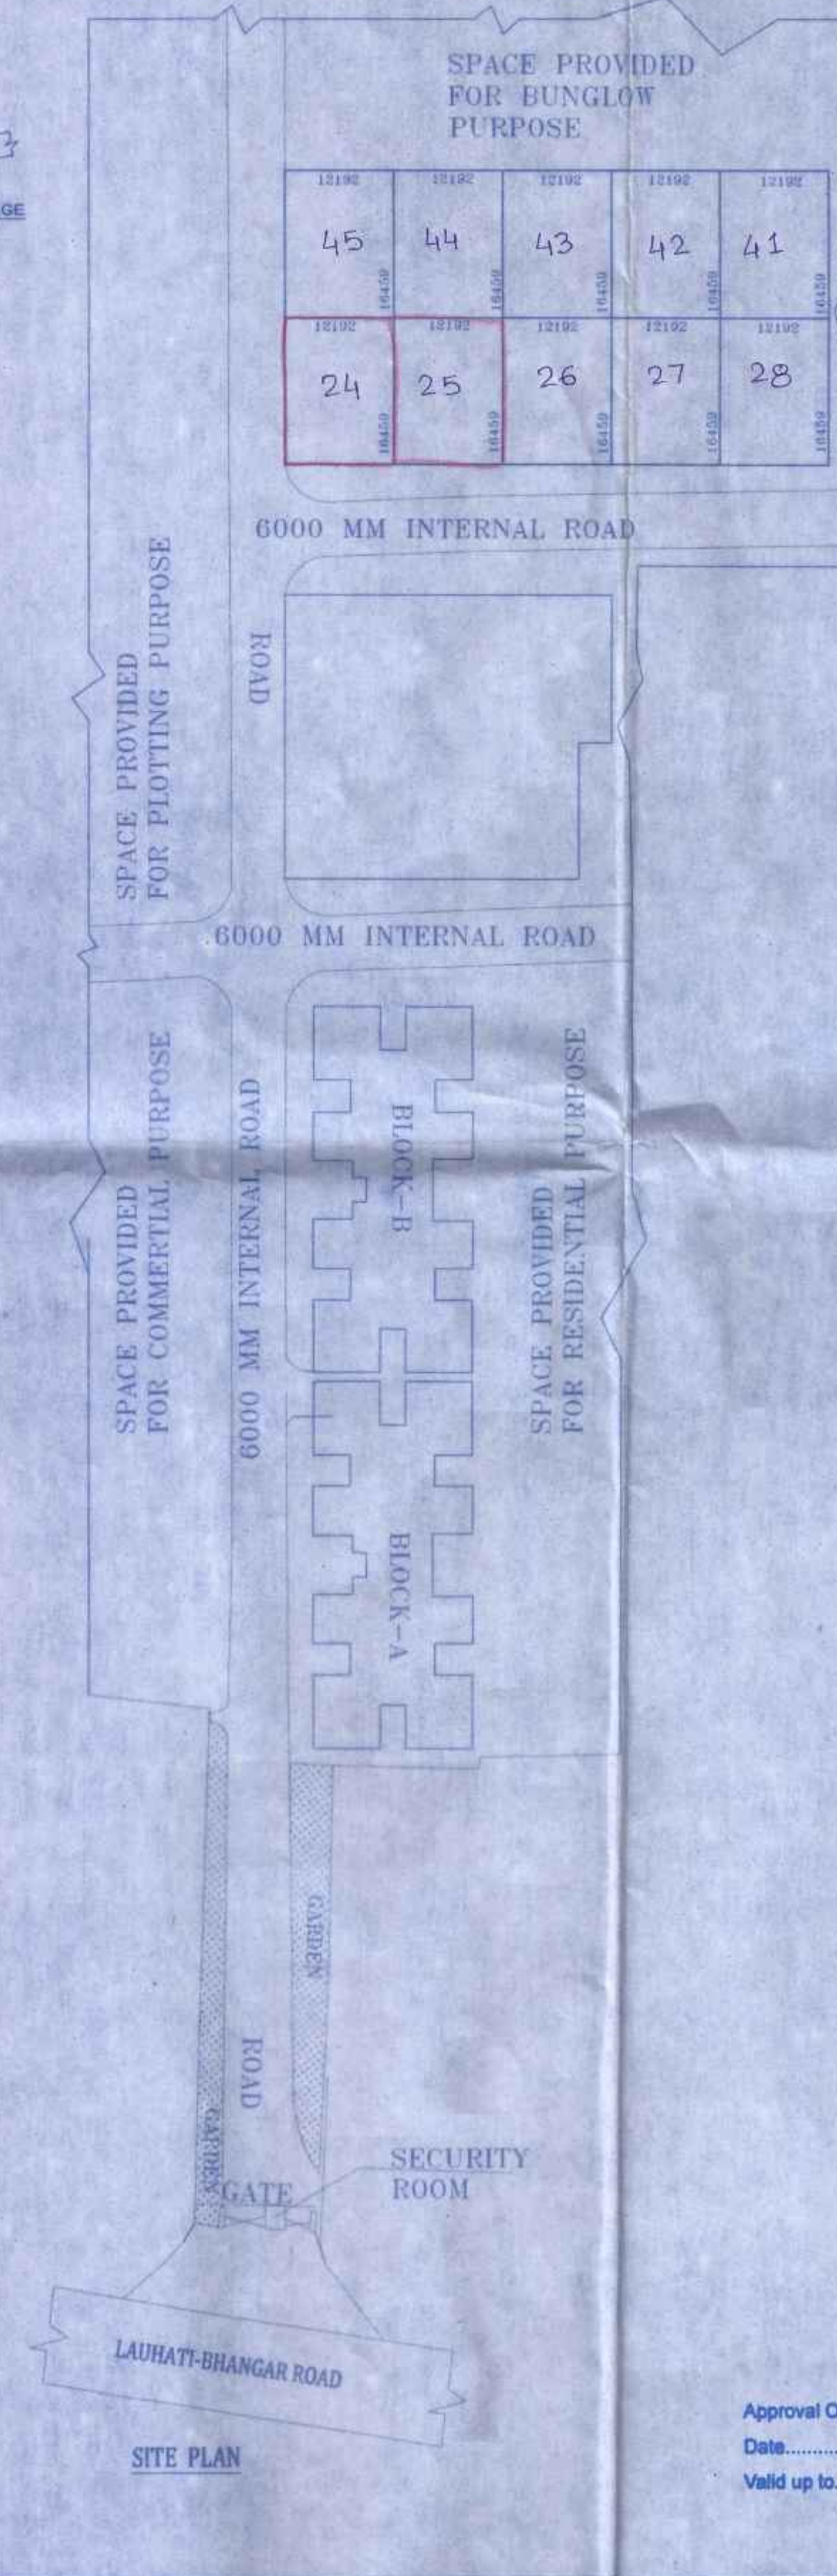 SPACE PROVIDED
FOR BUNGLOW
PURPOSE
GE
12192 12192 12192 12192 12192
45 44 43 42 41
16459 16459 16459 16459 16459
12192 12192 12192 12192 12192
24 25 26 27 28
16459 16459 16459 16459 16459
6000 MM INTERNAL ROAD
SPACE PROVIDED
FOR PLOTTING PURPOSE
ROAD
6000 MM INTERNAL ROAD
SPACE PROVIDED
FOR COMMERTIAL PURPOSE
6000 MM INTERNAL ROAD
BLOCK-B
SPACE PROVIDED
FOR RESIDENTIAL PURPOSE
BLOCK-A
GARDEN
ROAD
GARDEN
SECURITY
ROOM
GATE
LAUHATI-BHANGAR ROAD
SITE PLAN
Approval O
Date..........
Valid up to.